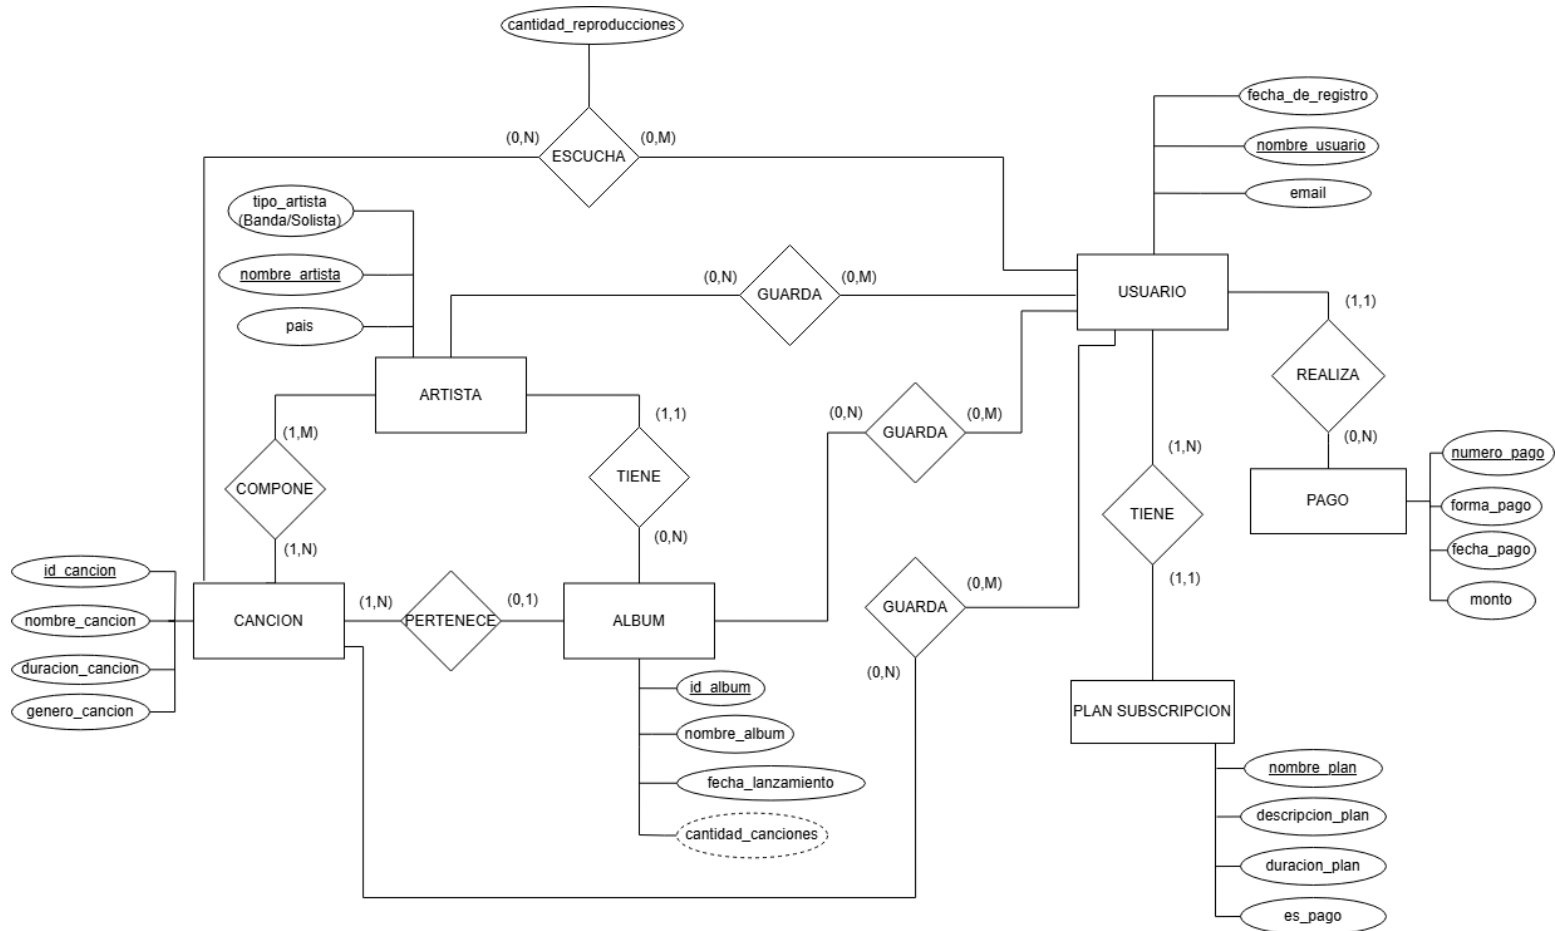 cantidad_reproducciones
fecha_de_registro
(0,N)
(0,M)
nombre_usuario
ESCUCHA
tipo_artista
(Banda/Solista)
email
nombre_artista
(0,N)
(0,M)
GUARDA
USUARIO
(1,1)
pais
REALIZA
ARTISTA
(1,1)
(0,N)
(0,M)
GUARDA
(1,M)
(1,N)
(0,N)
numero_pago
COMPONE
TIENE
PAGO
forma_pago
TIENE
(1,N)
(0,N)
fecha_pago
id_cancion
(0,M)
(1,1)
monto
(1,N)
(0,1)
GUARDA
nombre_cancion
CANCION
PERTENECE
ALBUM
duracion_cancion
(0,N)
id_album
genero_cancion
PLAN SUBSCRIPCION
nombre_album
nombre_plan
fecha_lanzamiento
descripcion_plan
cantidad_canciones
duracion_plan
es_pago